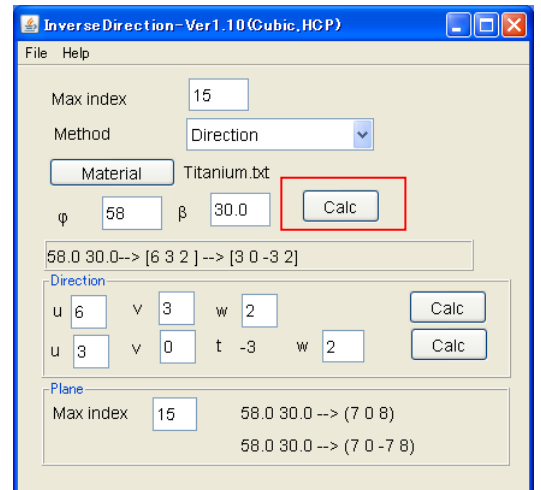 InverseDirection-Ver1.10(Cubic,HCP)
File Help
Max index 15
Method Direction
Material Titanium.txt
φ 58 β 30.0 Calc
58.0 30.0--> [6 3 2 ] --> [3 0 -3 2]
Direction
u 6 v 3 w 2 Calc
u 3 v 0 t -3 w 2 Calc
Plane
Max index 15 58.0 30.0 --> (7 0 8)
58.0 30.0 --> (7 0 -7 8)